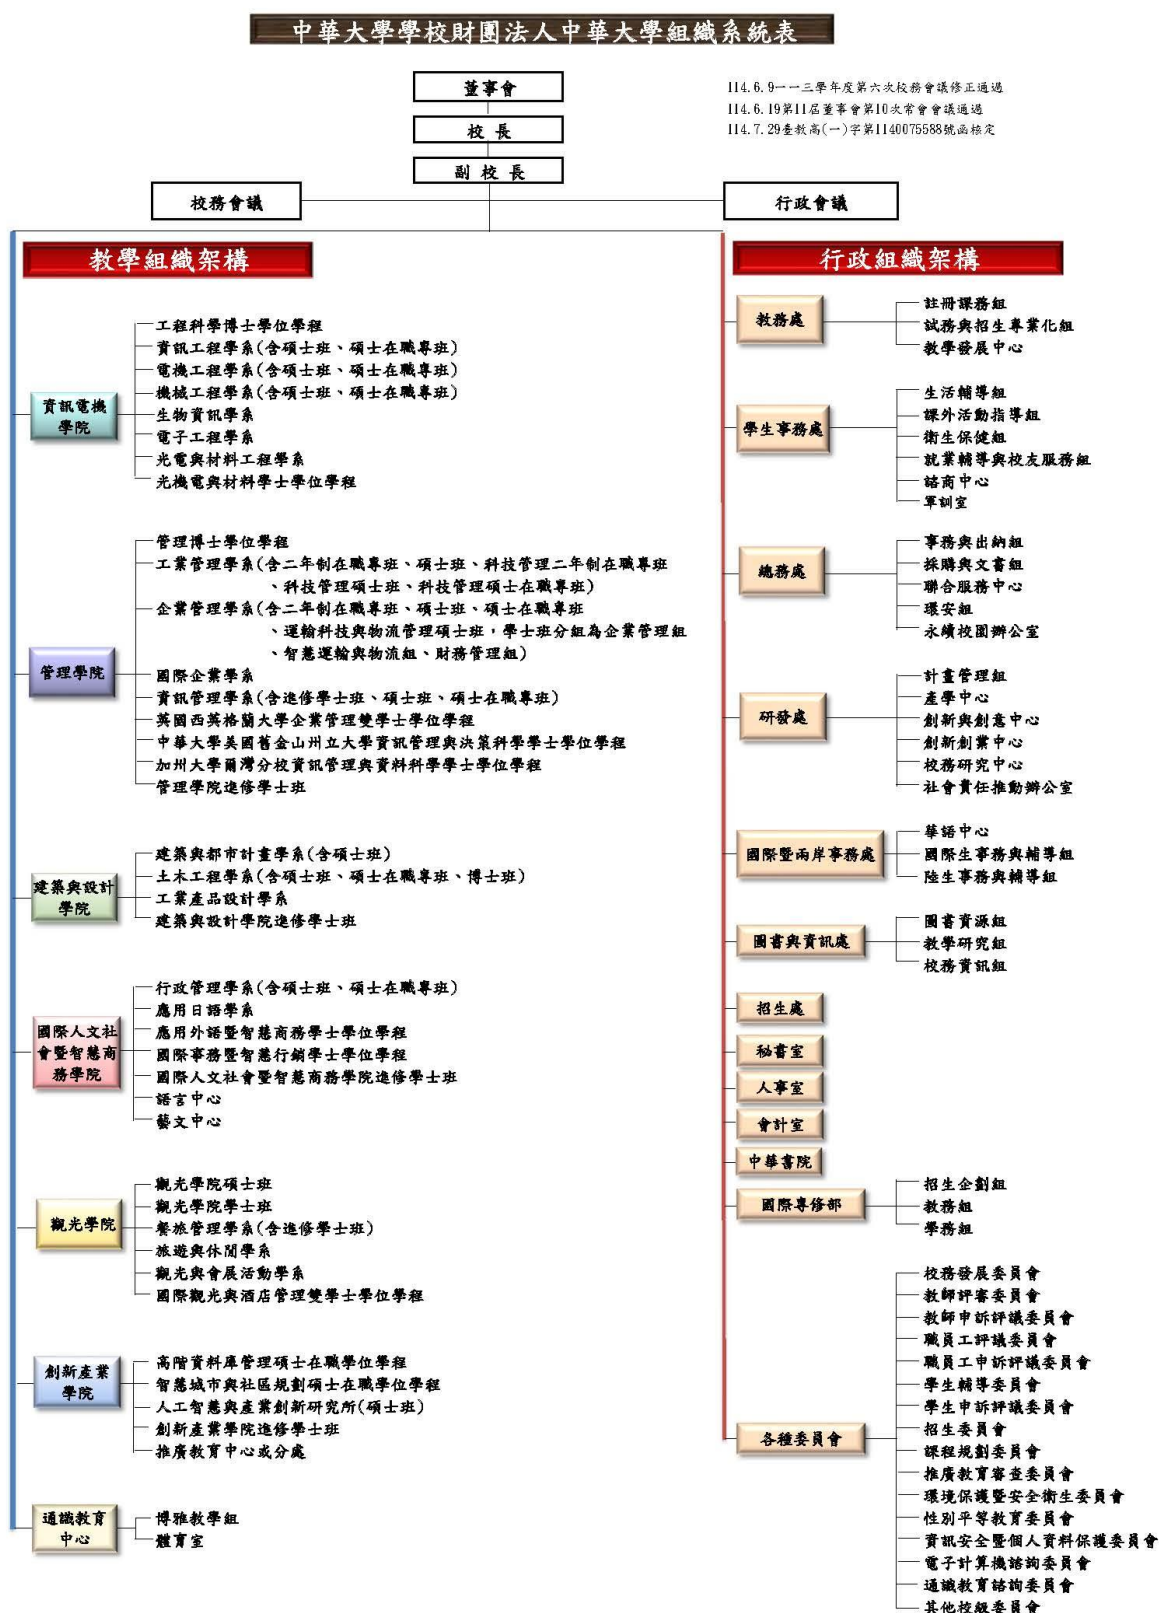 中華大學學校財團法人中華大學組織系統表
董事會
校長
副校長
114.6.9一一三學年度第六次校務會議修正通過
114.6.19第11屆董事會第10次常會會議通過
114.7.29臺教高(一)字第1140075588號函核定
校務會議
行政會議
教學組織架構
資訊電機
學院
工程科學博士學位學程
資訊工程學系(含碩士班、碩士在職專班)
電機工程學系(含碩士班、碩士在職專班)
機械工程學系(含碩士班、碩士在職專班)
生物資訊學系
電子工程學系
光電與材料工程學系
光機電與材料學士學位學程
管理學院
管理博士學位學程
工業管理學系(含二年制在職專班、碩士班、科技管理二年制在職專班
、科技管理碩士班、科技管理碩士在職專班)
企業管理學系(含二年制在職專班、碩士班、碩士在職專班
、運輸科技與物流管理碩士班，學士班分組為企業管理組
、智慧運輸與物流組、財務管理組)
國際企業學系
資訊管理學系(含進修學士班、碩士班、碩士在職專班)
英國西英格蘭大學企業管理雙學士學位學程
中華大學美國舊金山州立大學資訊管理與決策科學學士學位學程
加州大學爾灣分校資訊管理與資料科學學士學位學程
管理學院進修學士班
建築與設計
學院
建築與都市計畫學系(含碩士班)
土木工程學系(含碩士班、碩士在職專班、博士班)
工業產品設計學系
建築與設計學院進修學士班
國際人文社
會暨智慧商
務學院
行政管理學系(含碩士班、碩士在職專班)
應用日語學系
應用外語暨智慧商務學士學位學程
國際事務暨智慧行銷學士學位學程
國際人文社會暨智慧商務學院進修學士班
語言中心
藝文中心
觀光學院
觀光學院碩士班
觀光學院學士班
餐旅管理學系(含進修學士班)
旅遊與休閒學系
觀光與會展活動學系
國際觀光與酒店管理雙學士學位學程
創新產業
學院
高階資料庫管理碩士在職學位學程
智慧城市與社區規劃碩士在職學位學程
人工智慧與產業創新研究所(碩士班)
創新產業學院進修學士班
推廣教育中心或分處
通識教育
中心
博雅教學組
體育室
行政組織架構
教務處
註冊課務組
試務與招生專業化組
教學發展中心
學生事務處
生活輔導組
課外活動指導組
衛生保健組
就業輔導與校友服務組
諮商中心
軍訓室
總務處
事務與出納組
採購與文書組
聯合服務中心
環安組
永續校園辦公室
研發處
計畫管理組
產學中心
創新與創意中心
創新創業中心
校務研究中心
社會責任推動辦公室
國際暨兩岸事務處
華語中心
國際生事務與輔導組
陸生事務與輔導組
圖書與資訊處
圖書資源組
教學研究組
校務資訊組
招生處
秘書室
人事室
會計室
中華書院
國際專修部
招生企劃組
教務組
學務組
各種委員會
校務發展委員會
教師評審委員會
教師申訴評議委員會
職員工評議委員會
職員工申訴評議委員會
學生輔導委員會
學生申訴評議委員會
招生委員會
課程規劃委員會
推廣教育審查委員會
環境保護暨安全衛生委員會
性別平等教育委員會
資訊安全暨個人資料保護委員會
電子計算機諮詢委員會
通識教育諮詢委員會
其他校級委員會